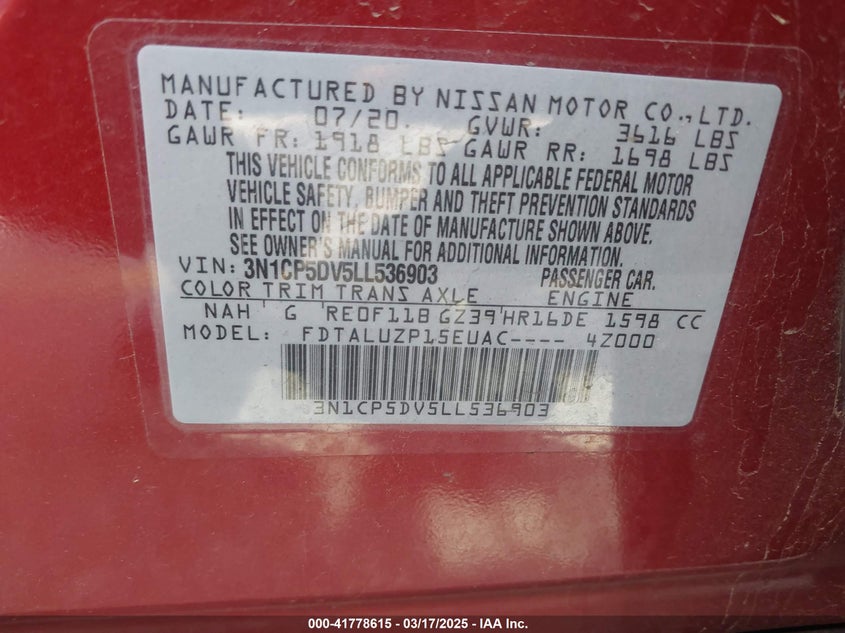 MANUFACTURED BY NISSAN MOTOR CO.,LTD.
DATE: 07/20. GVWR: 3616 LBS
GAWR FR: 1918 LBS GAWR RR: 1698 LBS
THIS VEHICLE CONFORMS TO ALL APPLICABLE FEDERAL MOTOR
VEHICLE SAFETY, BUMPER AND THEFT PREVENTION STANDARDS
IN EFFECT ON THE DATE OF MANUFACTURE SHOWN ABOVE.
SEE OWNER'S MANUAL FOR ADDITIONAL INFORMATION.
VIN: 3N1CP5DV5LL536903 PASSENGER CAR.
COLOR TRIM TRANS AXLE ENGINE
NAH' G 'RE0F11B GZ39'HR16DE 1598 CC
MODEL: FDTALUZP15EUAC---- 4Z000
3N1CP5DV5LL536903
000-41778615 - 03/17/2025 - IAA Inc.